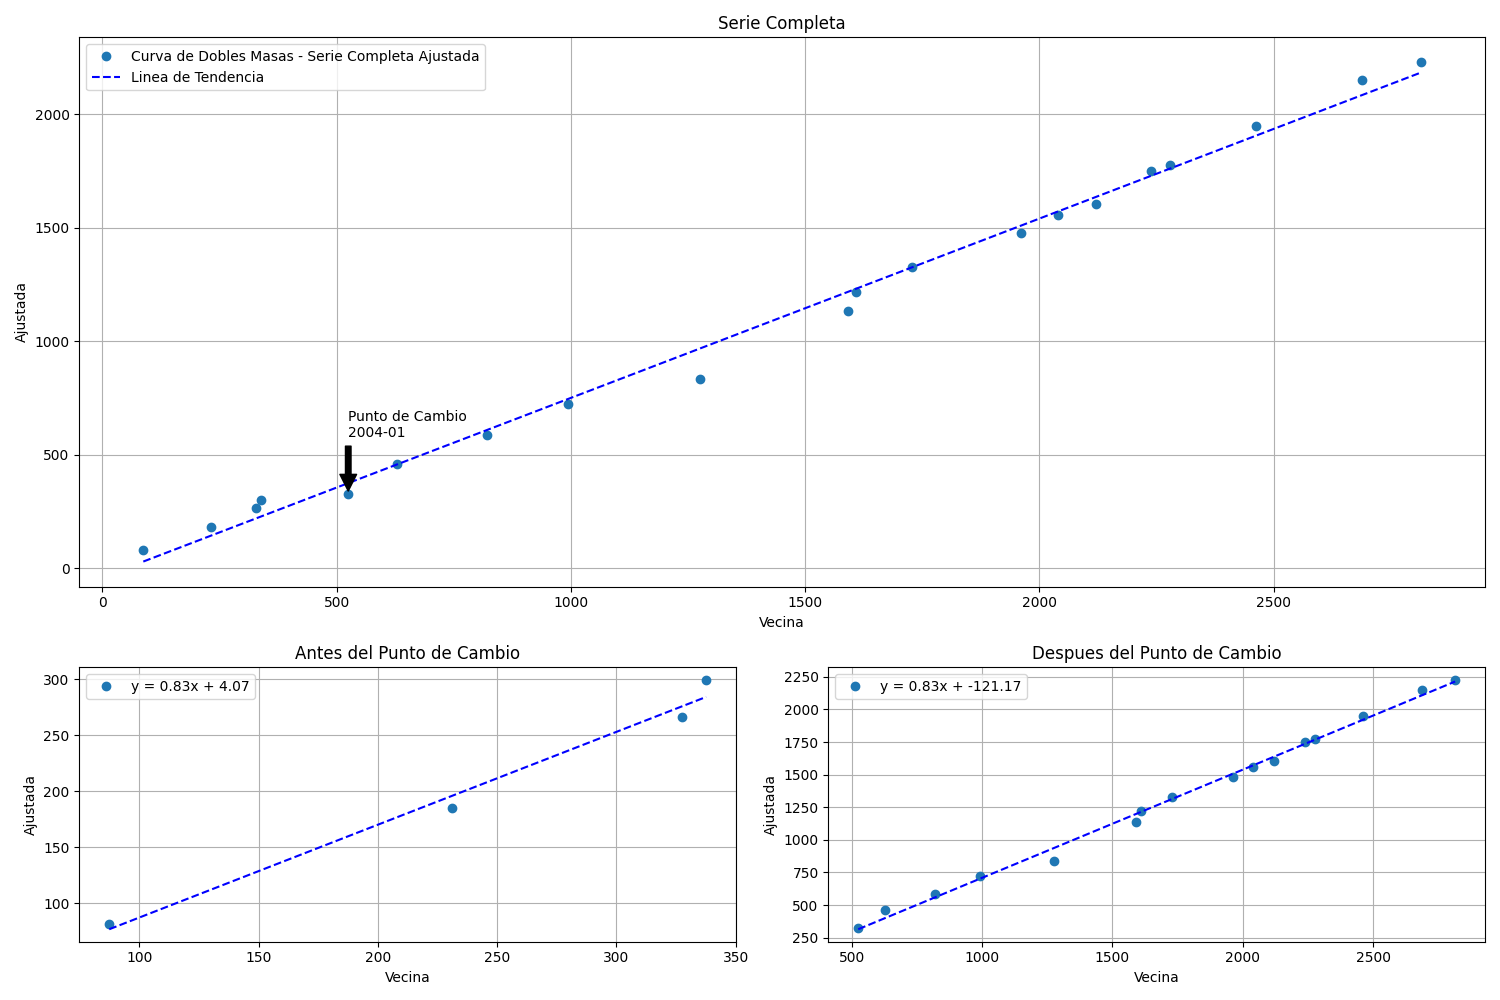 Serie Completa
Curva de Dobles Masas - Serie Completa Ajustada
Linea de Tendencia
Ajustada
2000
1500
1000
500
0
Punto de Cambio
2004-01
0 500 1000 1500 2000 2500
Vecina
Antes del Punto de Cambio
y = 0.83x + 4.07
Ajustada
300
250
200
150
100
100 150 200 250 300 350
Vecina
Despues del Punto de Cambio
y = 0.83x + -121.17
Ajustada
2250
2000
1750
1500
1250
1000
750
500
250
500 1000 1500 2000 2500
Vecina